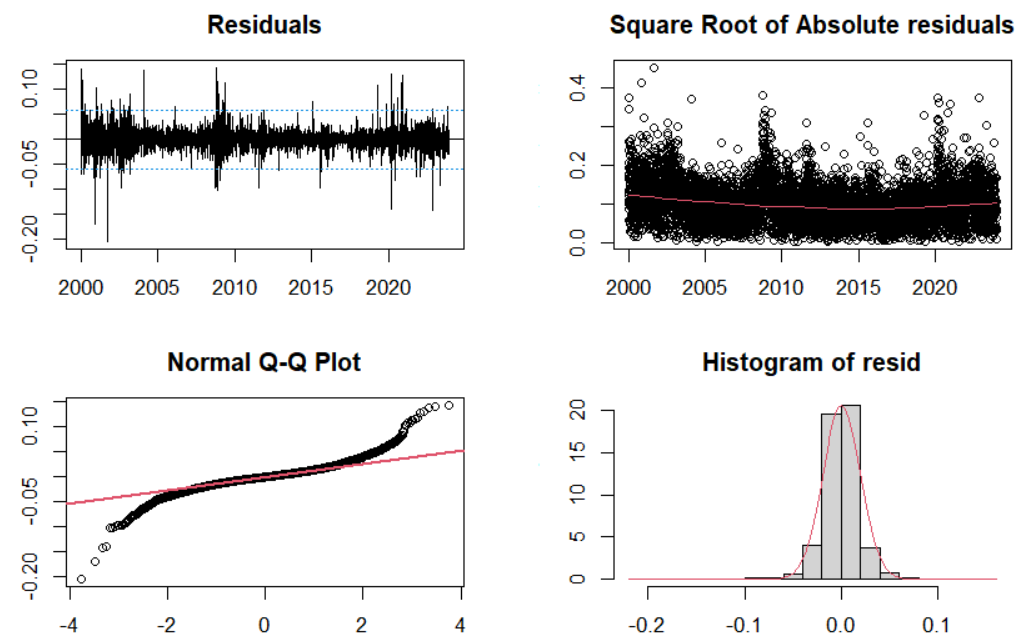 Residuals
0.10
-0.05
-0.20
2000 2005 2010 2015 2020
Square Root of Absolute residuals
0.4
0.2
0.0
2000 2005 2010 2015 2020
Normal Q-Q Plot
0.10
-0.05
-0.20
-4 -2 0 2 4
Histogram of resid
20
15
10
5
0
-0.2 -0.1 0.0 0.1